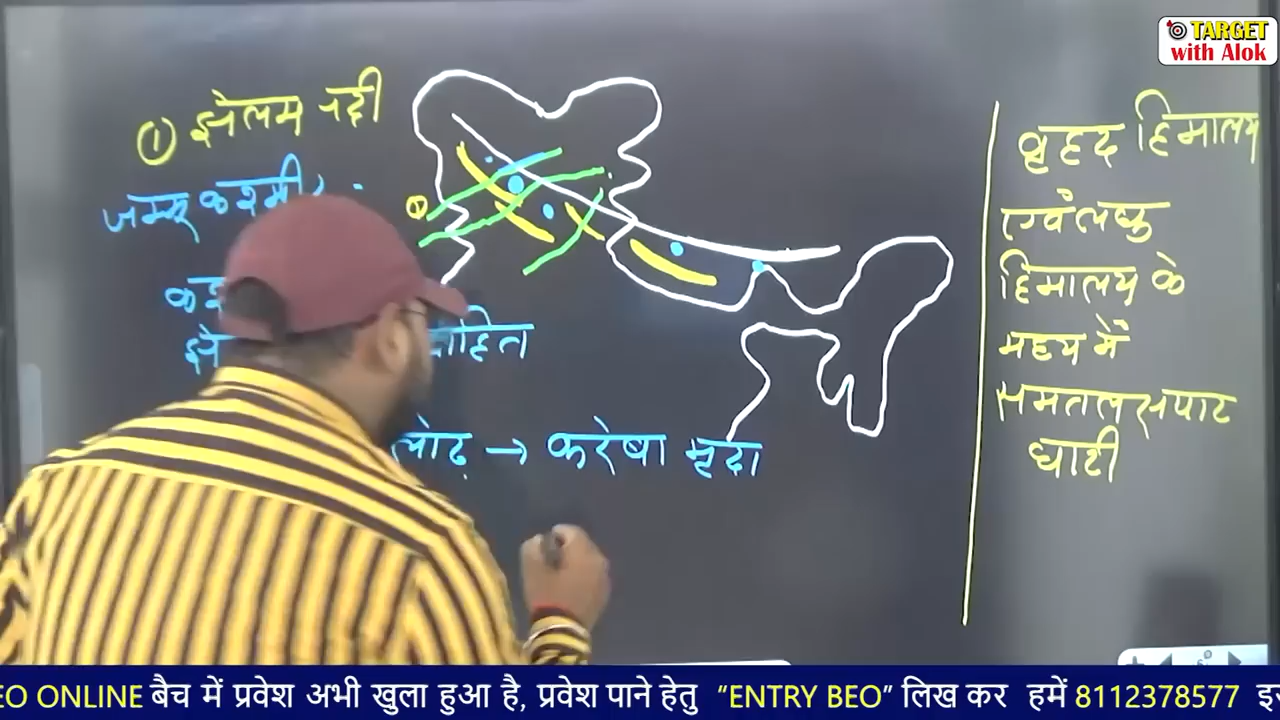 TARGET
with Alok
① झेलम नदी
जम्मू कश्मी
हित
लोढ़ → करेबा मृदा
बृहद हिमालय
एवं लघु
हिमालय के
मध्य में
समतल सपाट
घाटी
EO ONLINE बैच में प्रवेश अभी खुला हुआ है, प्रवेश पाने हेतु “ENTRY BEO” लिख कर हमें 8112378577